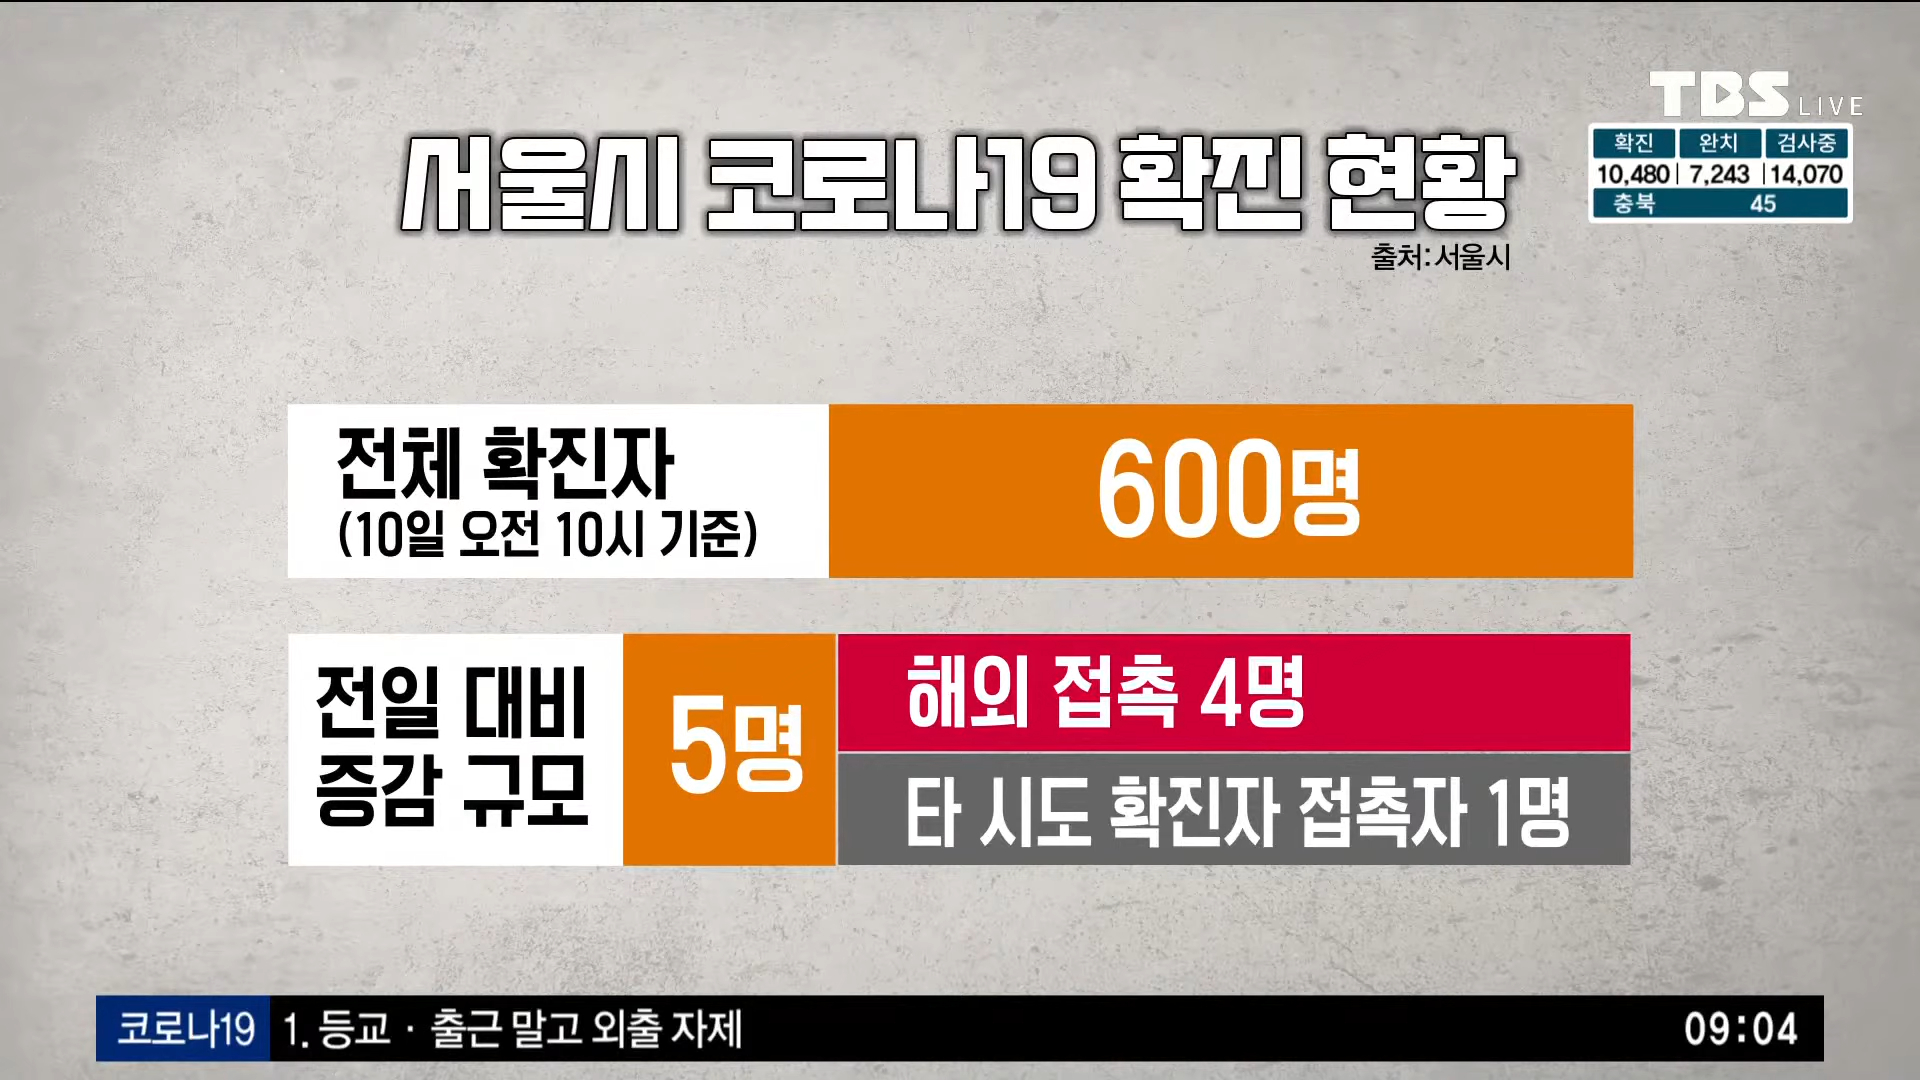 TBS LIVE
확진 완치 검사중
10,480 7,243 14,070
충북 45
서울시 코로나19 확진 현황
출처:서울시
전체 확진자
(10일 오전 10시 기준)
600명
전일 대비
증감 규모
5명
해외 접촉 4명
타 시도 확진자 접촉자 1명
코로나19 1. 등교 · 출근 말고 외출 자제 09:04